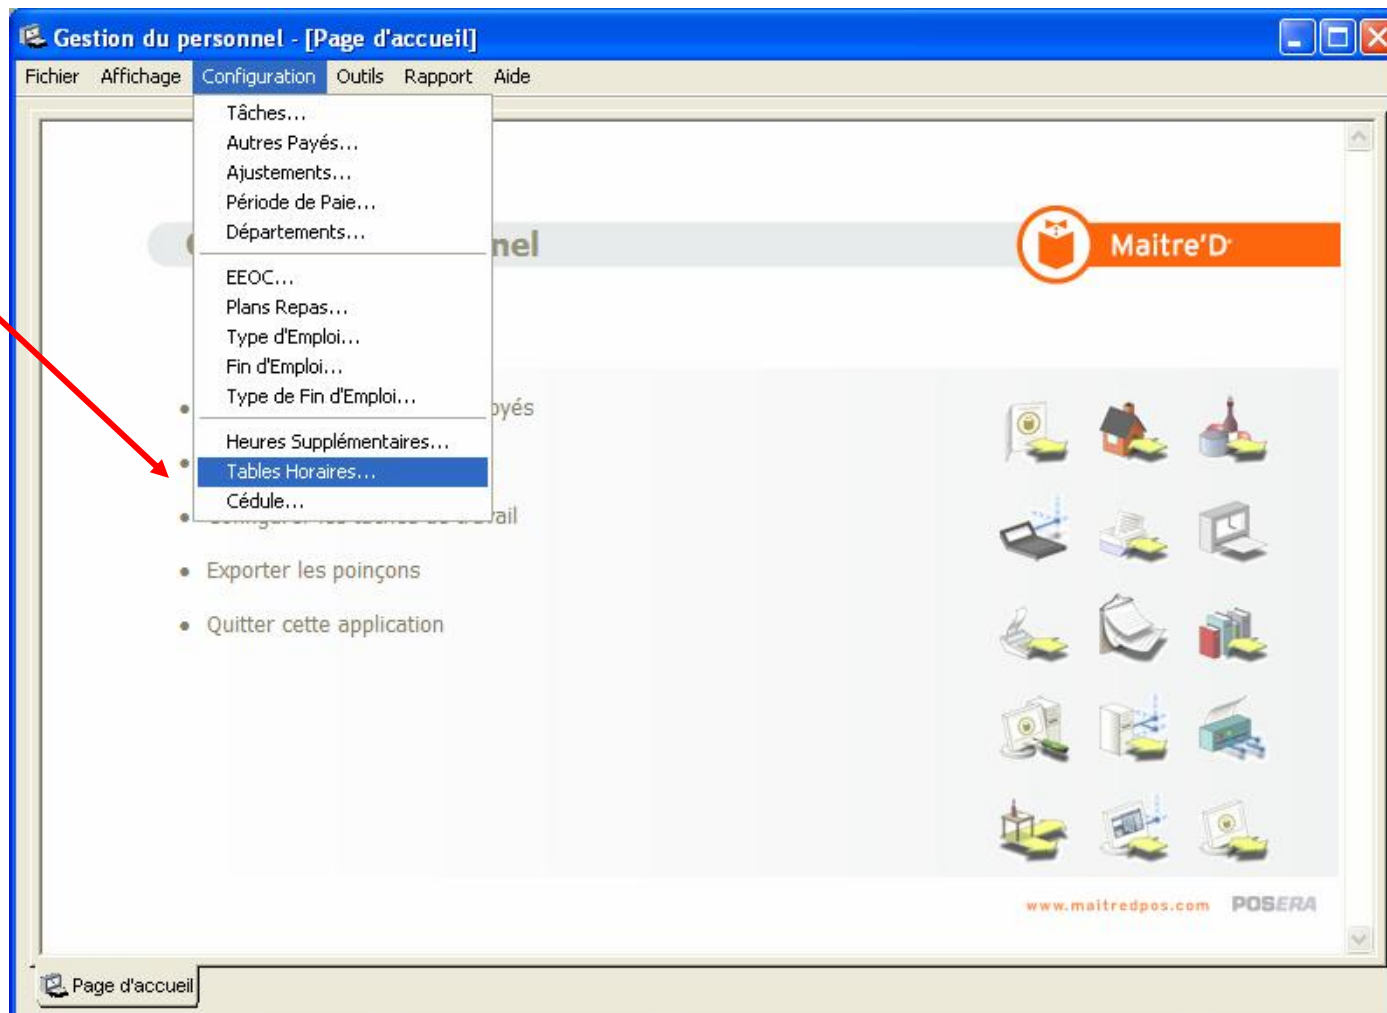 Gestion du personnel - [Page d'accueil]
Fichier Affichage Configuration Outils Rapport Aide
Tâches...
Autres Payés...
Ajustements...
Période de Paie...
Départements...
EEOC...
Plans Repas...
Type d'Emploi...
Fin d'Emploi...
Type de Fin d'Emploi...
Heures Supplémentaires...
Tables Horaires...
Cédule...
nel
Maitre'D
oyés
vail
• Exporter les poinçons
• Quitter cette application
www.maitredpos.com POSERA
Page d'accueil